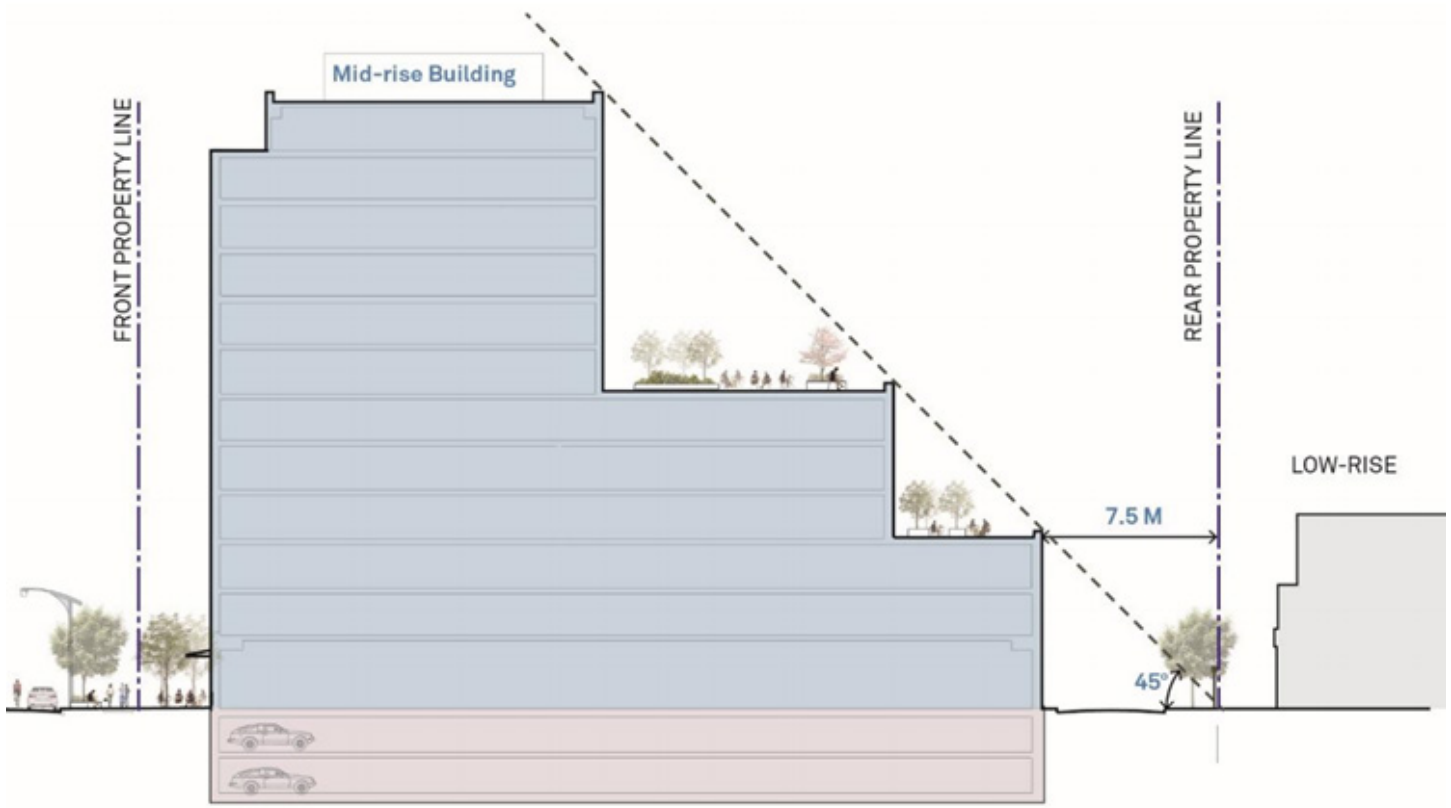 Mid-rise Building
FRONT PROPERTY LINE
REAR PROPERTY LINE
LOW-RISE
7.5 M
45°